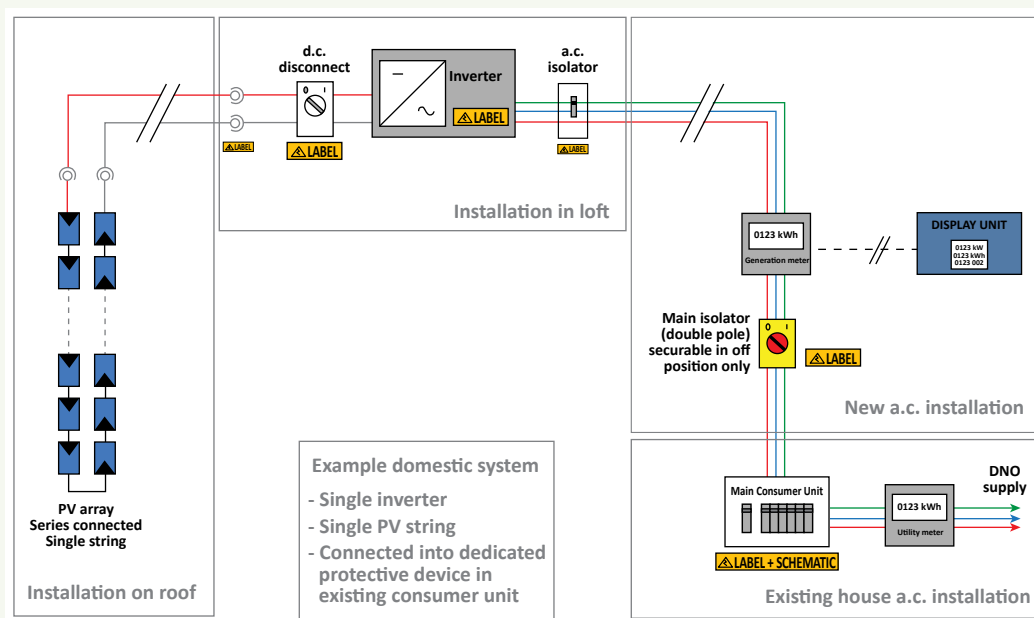 d.c.
disconnect
0 I
Inverter
LABEL
a.c.
isolator
LABEL
LABEL
LABEL
Installation in loft
PV array
Series connected
Single string
Installation on roof
0123 kWh
Generation meter
DISPLAY UNIT
0123 kW
0123 kWh
0123 002
Main isolator
(double pole)
securable in off
position only
0 I
LABEL
New a.c. installation
Example domestic system
- Single inverter
- Single PV string
- Connected into dedicated
protective device in
existing consumer unit
Main Consumer Unit
LABEL + SCHEMATIC
0123 kWh
Utility meter
DNO
supply
Existing house a.c. installation